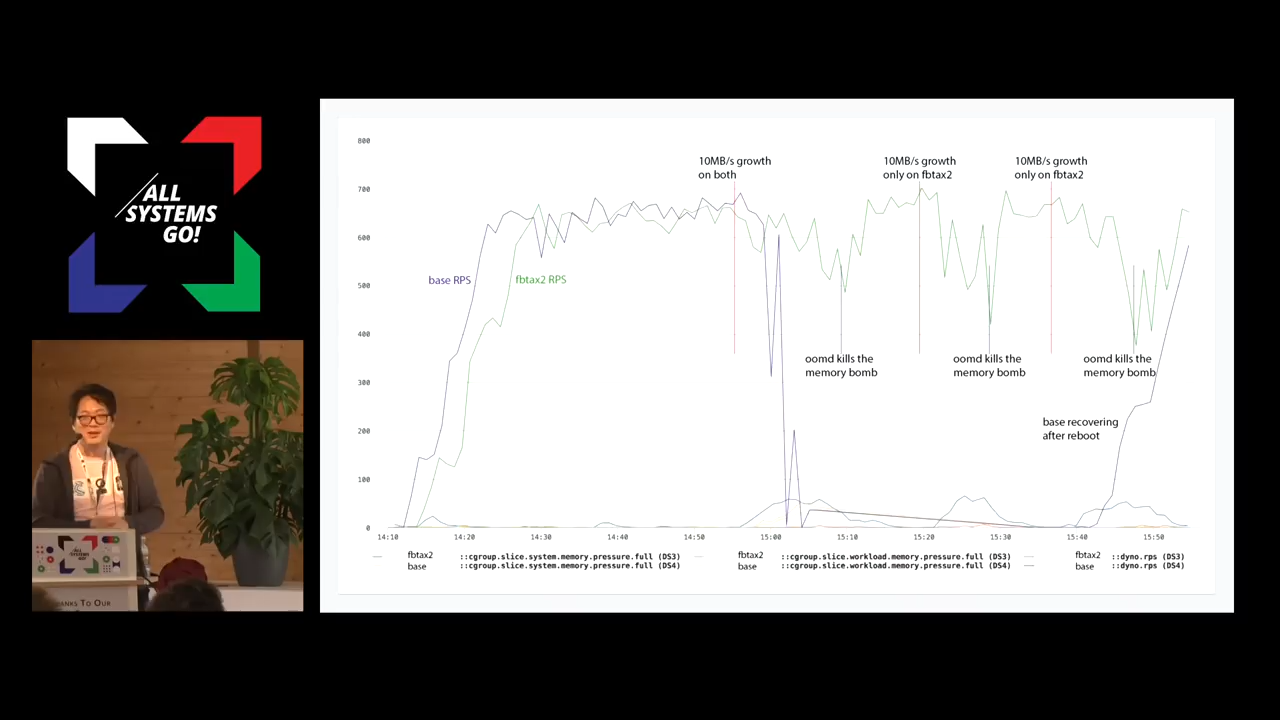 ALL
SYSTEMS
GO!
THANKS TO OUR
800
700
600
500
400
300
200
100
0
10MB/s growth
on both
10MB/s growth
only on fbtax2
10MB/s growth
only on fbtax2
base RPS
fbtax2 RPS
oomd kills the
memory bomb
oomd kills the
memory bomb
oomd kills the
memory bomb
base recovering
after reboot
14:10
14:20
14:30
14:40
14:50
15:00
15:10
15:20
15:30
15:40
15:50
fbtax2 ::cgroup.slice.system.memory.pressure.full (DS3)
base ::cgroup.slice.system.memory.pressure.full (DS4)
fbtax2 ::cgroup.slice.workload.memory.pressure.full (DS3)
base ::cgroup.slice.workload.memory.pressure.full (DS4)
fbtax2 ::dyno.rps (DS3)
base ::dyno.rps (DS4)